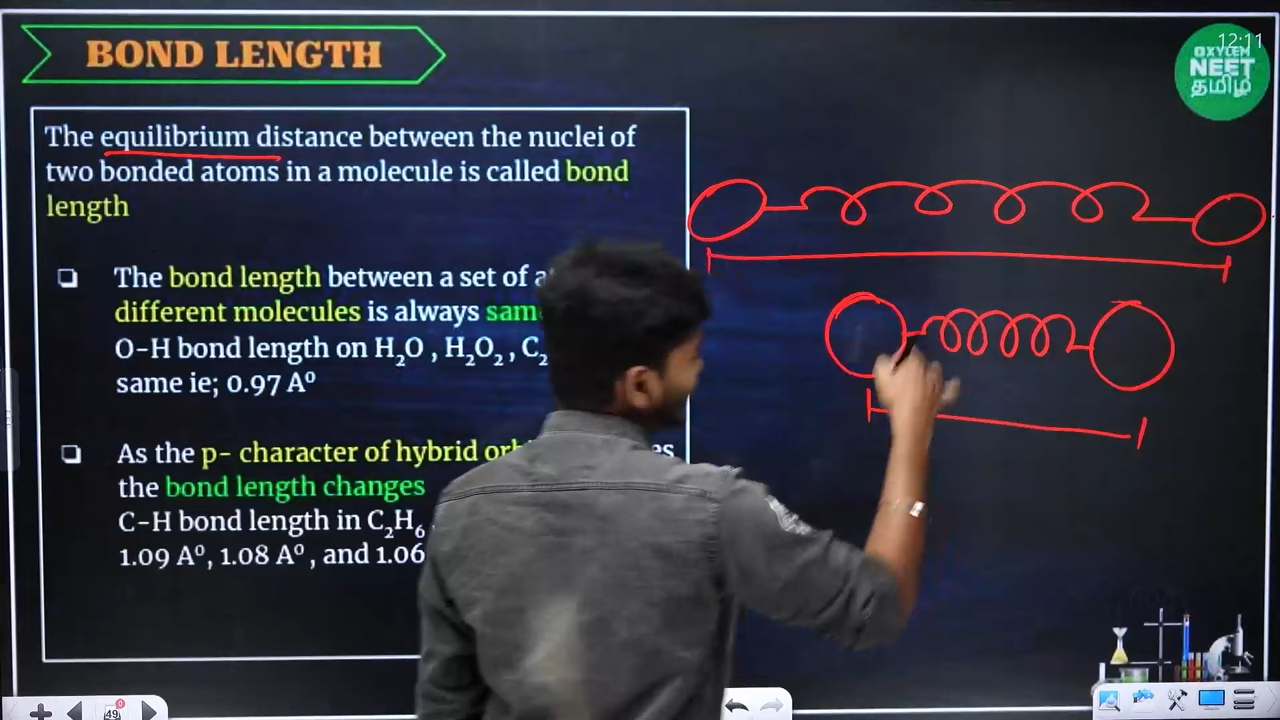 BOND LENGTH
12:11
OXYLEM
NEET
தமிழ்
The equilibrium distance between the nuclei of
two bonded atoms in a molecule is called bond
length
❑ The bond length between a set of
different molecules is always
O-H bond length on H₂O , H₂O₂ ,
same ie; 0.97 A⁰
❑ As the p- character of hybrid
the bond length changes
C-H bond length in C₂H₆
1.09 A⁰, 1.08 A⁰ , and 1.06
49